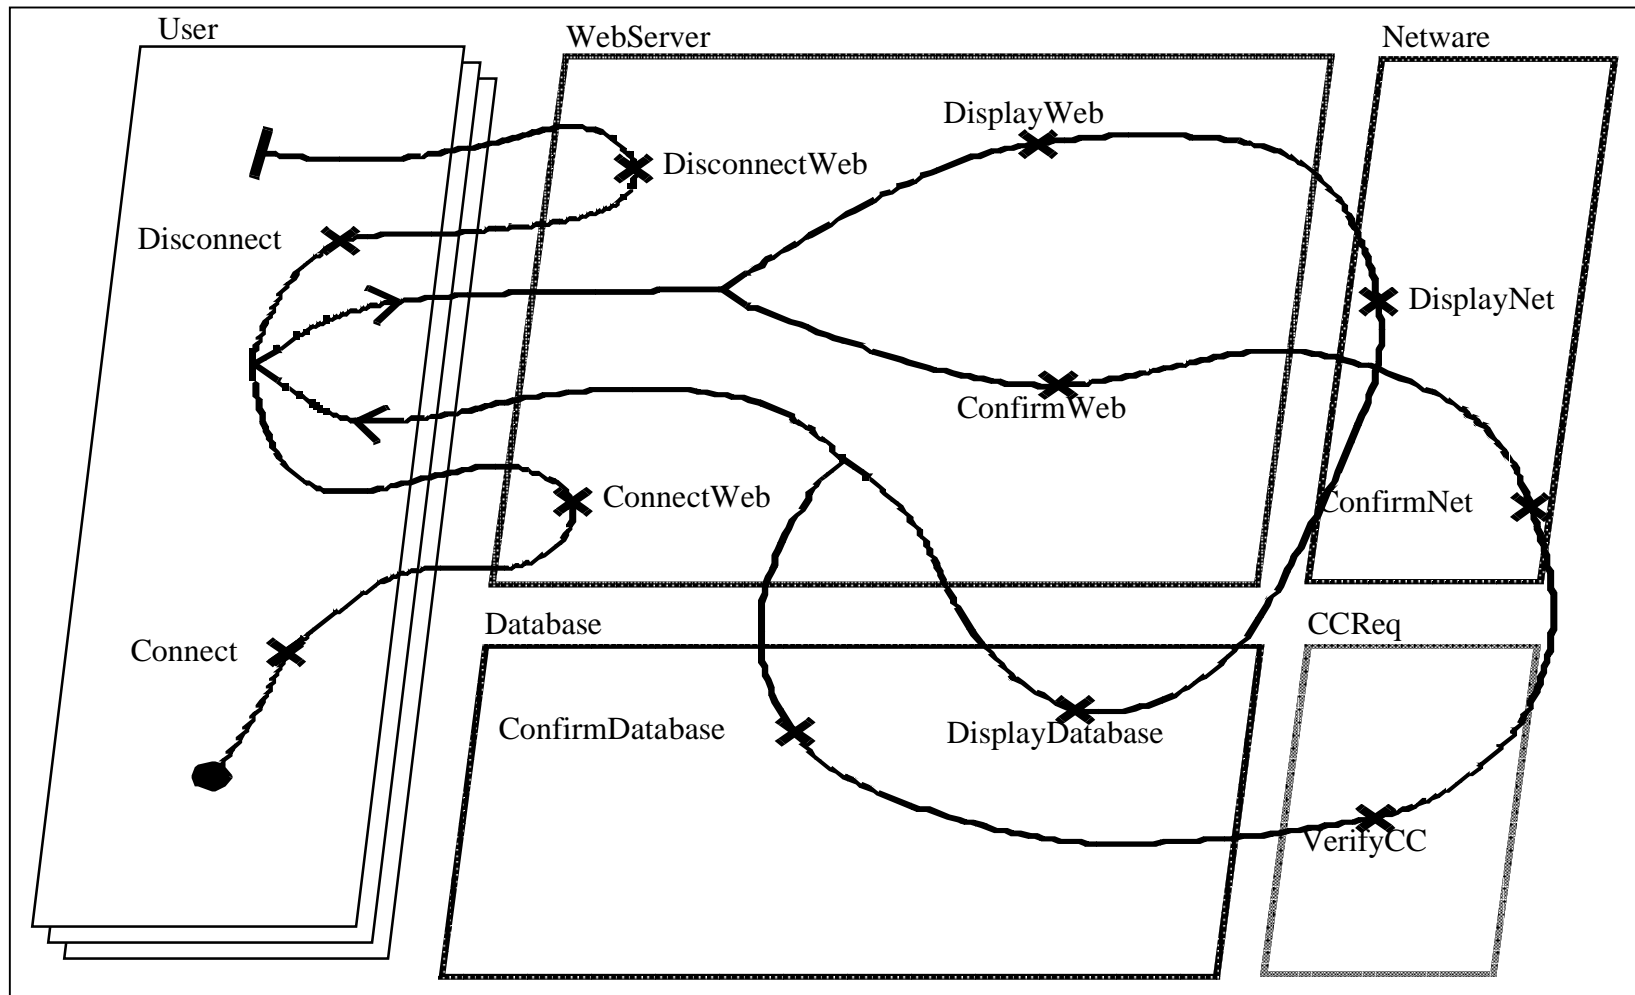 User
WebServer
Netware
DisplayWeb
DisconnectWeb
Disconnect
DisplayNet
ConfirmWeb
ConnectWeb
ConfirmNet
Database
CCReq
Connect
ConfirmDatabase
DisplayDatabase
VerifyCC